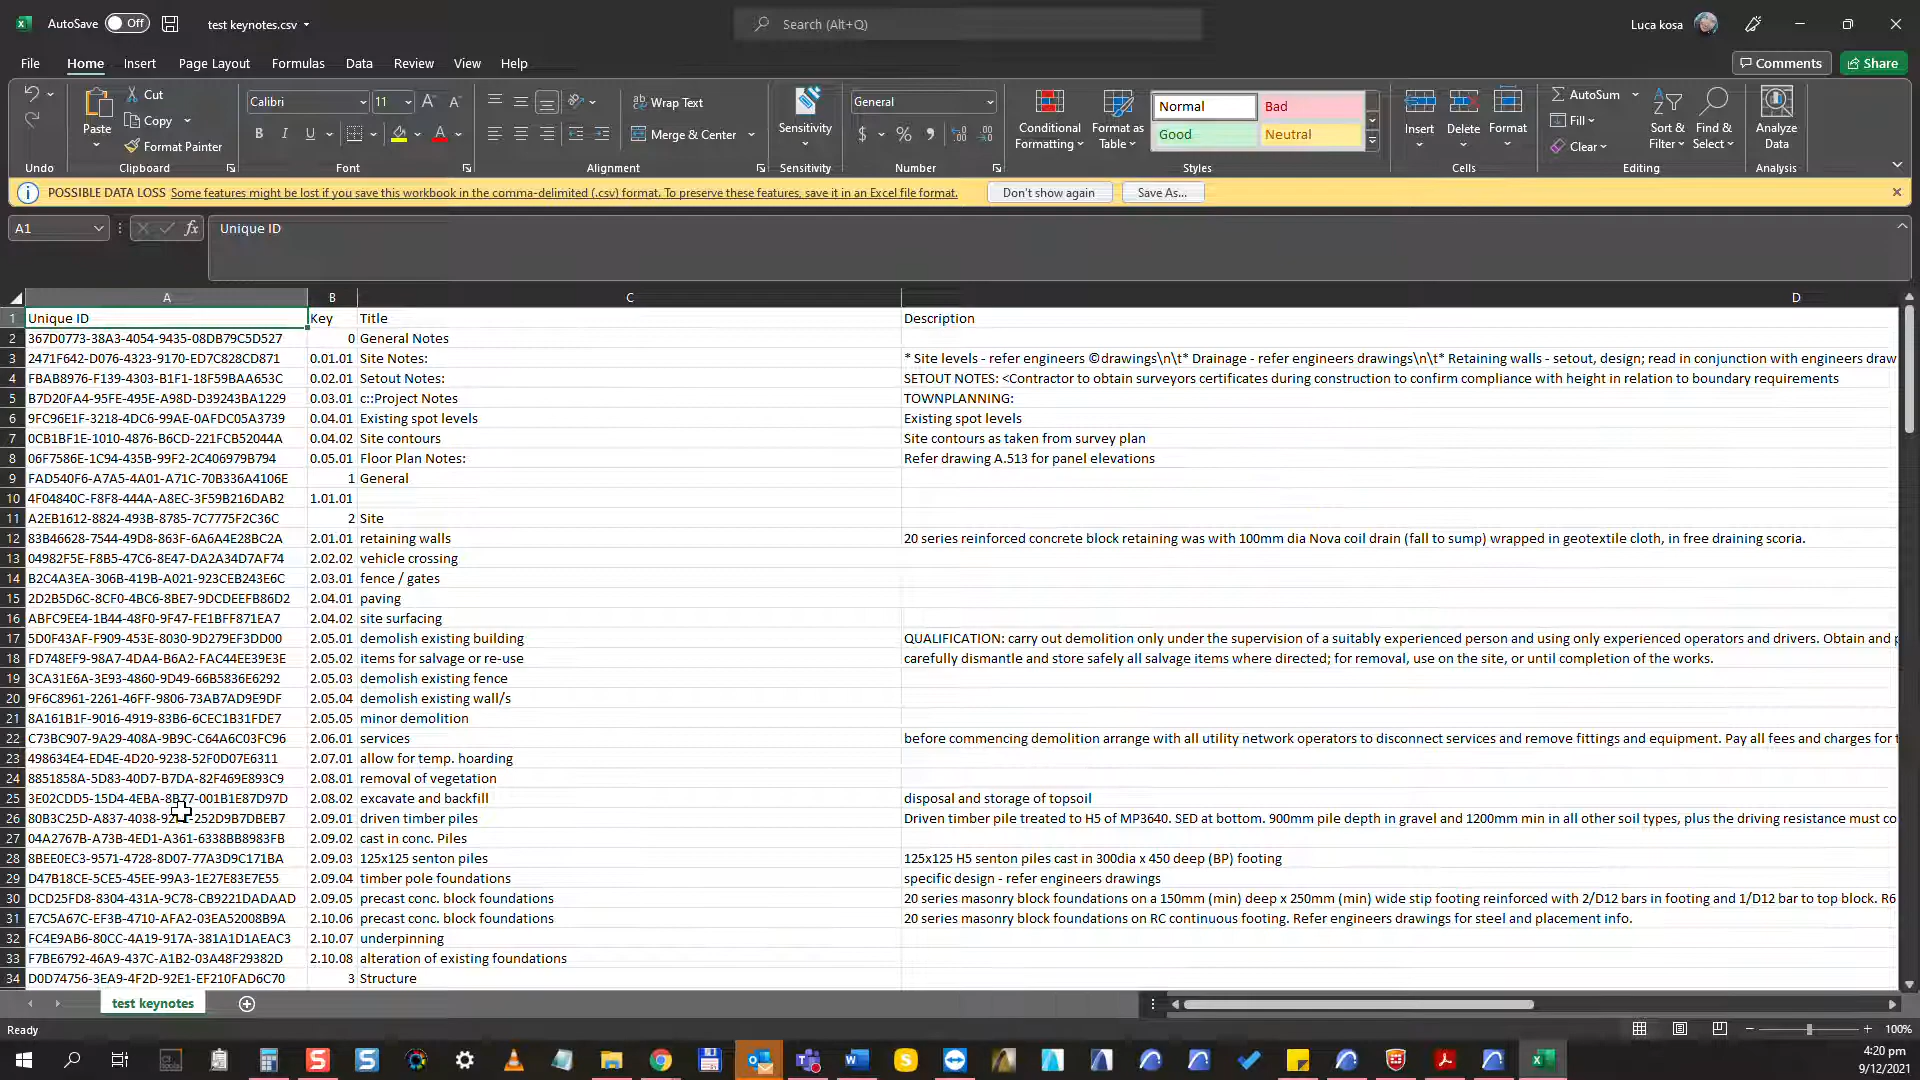 AutoSave Off test keynotes.csv Search (Alt+Q) Luca kosa
File Home Insert Page Layout Formulas Data Review View Help Comments Share
Cut Calibri 11 Wrap Text General Normal Bad AutoSum
Paste Copy Merge & Center Sensitivity Conditional Formatting Format as Table Good Neutral Insert Delete Format Fill Sort & Filter Find & Select Analyze Data
Format Painter Clear
Undo Clipboard Font Alignment Sensitivity Number Styles Cells Editing Analysis
POSSIBLE DATA LOSS Some features might be lost if you save this workbook in the comma-delimited (.csv) format. To preserve these features, save it in an Excel file format. Don't show again Save As...
A1 fx Unique ID
A B C D
1 Unique ID Key Title Description
2 367D0773-38A3-4054-9435-08DB79C5D527 0 General Notes
3 2471F642-D076-4323-9170-ED7C828CD871 0.01.01 Site Notes: * Site levels - refer engineers ©drawings\n\t* Drainage - refer engineers drawings\n\t* Retaining walls - setout, design; read in conjunction with engineers draw
4 FBAB8976-F139-4303-B1F1-18F59BAA653C 0.02.01 Setout Notes: SETOUT NOTES: <Contractor to obtain surveyors certificates during construction to confirm compliance with height in relation to boundary requirements
5 B7D20FA4-95FE-495E-A98D-D39243BA1229 0.03.01 c::Project Notes TOWNPLANNING:
6 9FC96E1F-3218-4DC6-99AE-0AFDC05A3739 0.04.01 Existing spot levels Existing spot levels
7 0CB1BF1E-1010-4876-B6CD-221FCB52044A 0.04.02 Site contours Site contours as taken from survey plan
8 06F7586E-1C94-435B-99F2-2C406979B794 0.05.01 Floor Plan Notes: Refer drawing A.513 for panel elevations
9 FAD540F6-A7A5-4A01-A71C-70B336A4106E 1 General
10 4F04840C-F8F8-444A-A8EC-3F59B216DAB2 1.01.01
11 A2EB1612-8824-493B-8785-7C7775F2C36C 2 Site
12 83B46628-7544-49D8-863F-6A6A4E28BC2A 2.01.01 retaining walls 20 series reinforced concrete block retaining was with 100mm dia Nova coil drain (fall to sump) wrapped in geotextile cloth, in free draining scoria.
13 04982F5E-F8B5-47C6-8E47-DA2A34D7AF74 2.02.02 vehicle crossing
14 B2C4A3EA-306B-419B-A021-923CEB243E6C 2.03.01 fence / gates
15 2D2B5D6C-8CF0-4BC6-8BE7-9DCDEEFB86D2 2.04.01 paving
16 ABFC9EE4-1B44-48F0-9F47-FE1BFF871EA7 2.04.02 site surfacing
17 5D0F43AF-F909-453E-8030-9D279EF3DD00 2.05.01 demolish existing building QUALIFICATION: carry out demolition only under the supervision of a suitably experienced person and using only experienced operators and drivers. Obtain and p
18 FD748EF9-98A7-4DA4-B6A2-FAC44EE39E3E 2.05.02 items for salvage or re-use carefully dismantle and store safely all salvage items where directed; for removal, use on the site, or until completion of the works.
19 3CA31E6A-3E93-4860-9D49-66B5836E6292 2.05.03 demolish existing fence
20 9F6C8961-2261-46FF-9806-73AB7AD9E9DF 2.05.04 demolish existing wall/s
21 8A161B1F-9016-4919-83B6-6CEC1B31FDE7 2.05.05 minor demolition
22 C73BC907-9A29-408A-9B9C-C64A6C03FC96 2.06.01 services before commencing demolition arrange with all utility network operators to disconnect services and remove fittings and equipment. Pay all fees and charges for t
23 498634E4-ED4E-4D20-9238-52F0D07E6311 2.07.01 allow for temp. hoarding
24 8851858A-5D83-40D7-B7DA-82F469E893C9 2.08.01 removal of vegetation
25 3E02CDD5-15D4-4EBA-8B77-001B1E87D97D 2.08.02 excavate and backfill disposal and storage of topsoil
26 2.09.01 driven timber piles Driven timber pile treated to H5 of MP3640. SED at bottom. 900mm pile depth in gravel and 1200mm min in all other soil types, plus the driving resistance must co
27 04A2767B-A73B-4ED1-A361-6338BB8983FB 2.09.02 cast in conc. Piles
28 8BEE0EC3-9571-4728-8D07-77A3D9C171BA 2.09.03 125x125 senton piles 125x125 H5 senton piles cast in 300dia x 450 deep (BP) footing
29 D47B18CE-5CE5-45EE-99A3-1E27E83E7E55 2.09.04 timber pole foundations specific design - refer engineers drawings
30 DCD25FD8-8304-431A-9C78-CB9221DADAAD 2.09.05 precast conc. block foundations 20 series masonry block foundations on a 150mm (min) deep x 250mm (min) wide stip footing reinforced with 2/D12 bars in footing and 1/D12 bar to top block. R6
31 E7C5A67C-EF3B-4710-AFA2-03EA52008B9A 2.10.06 precast conc. block foundations 20 series masonry block foundations on RC continuous footing. Refer engineers drawings for steel and placement info.
32 FC4E9AB6-80CC-4A19-917A-381A1D1AEAC3 2.10.07 underpinning
33 F7BE6792-46A9-437C-A1B2-03A48F29382D 2.10.08 alteration of existing foundations
34 D0D74756-3EA9-4F2D-92E1-EF210FAD6C70 3 Structure
test keynotes
Ready 100%
4:20 pm
9/12/2021